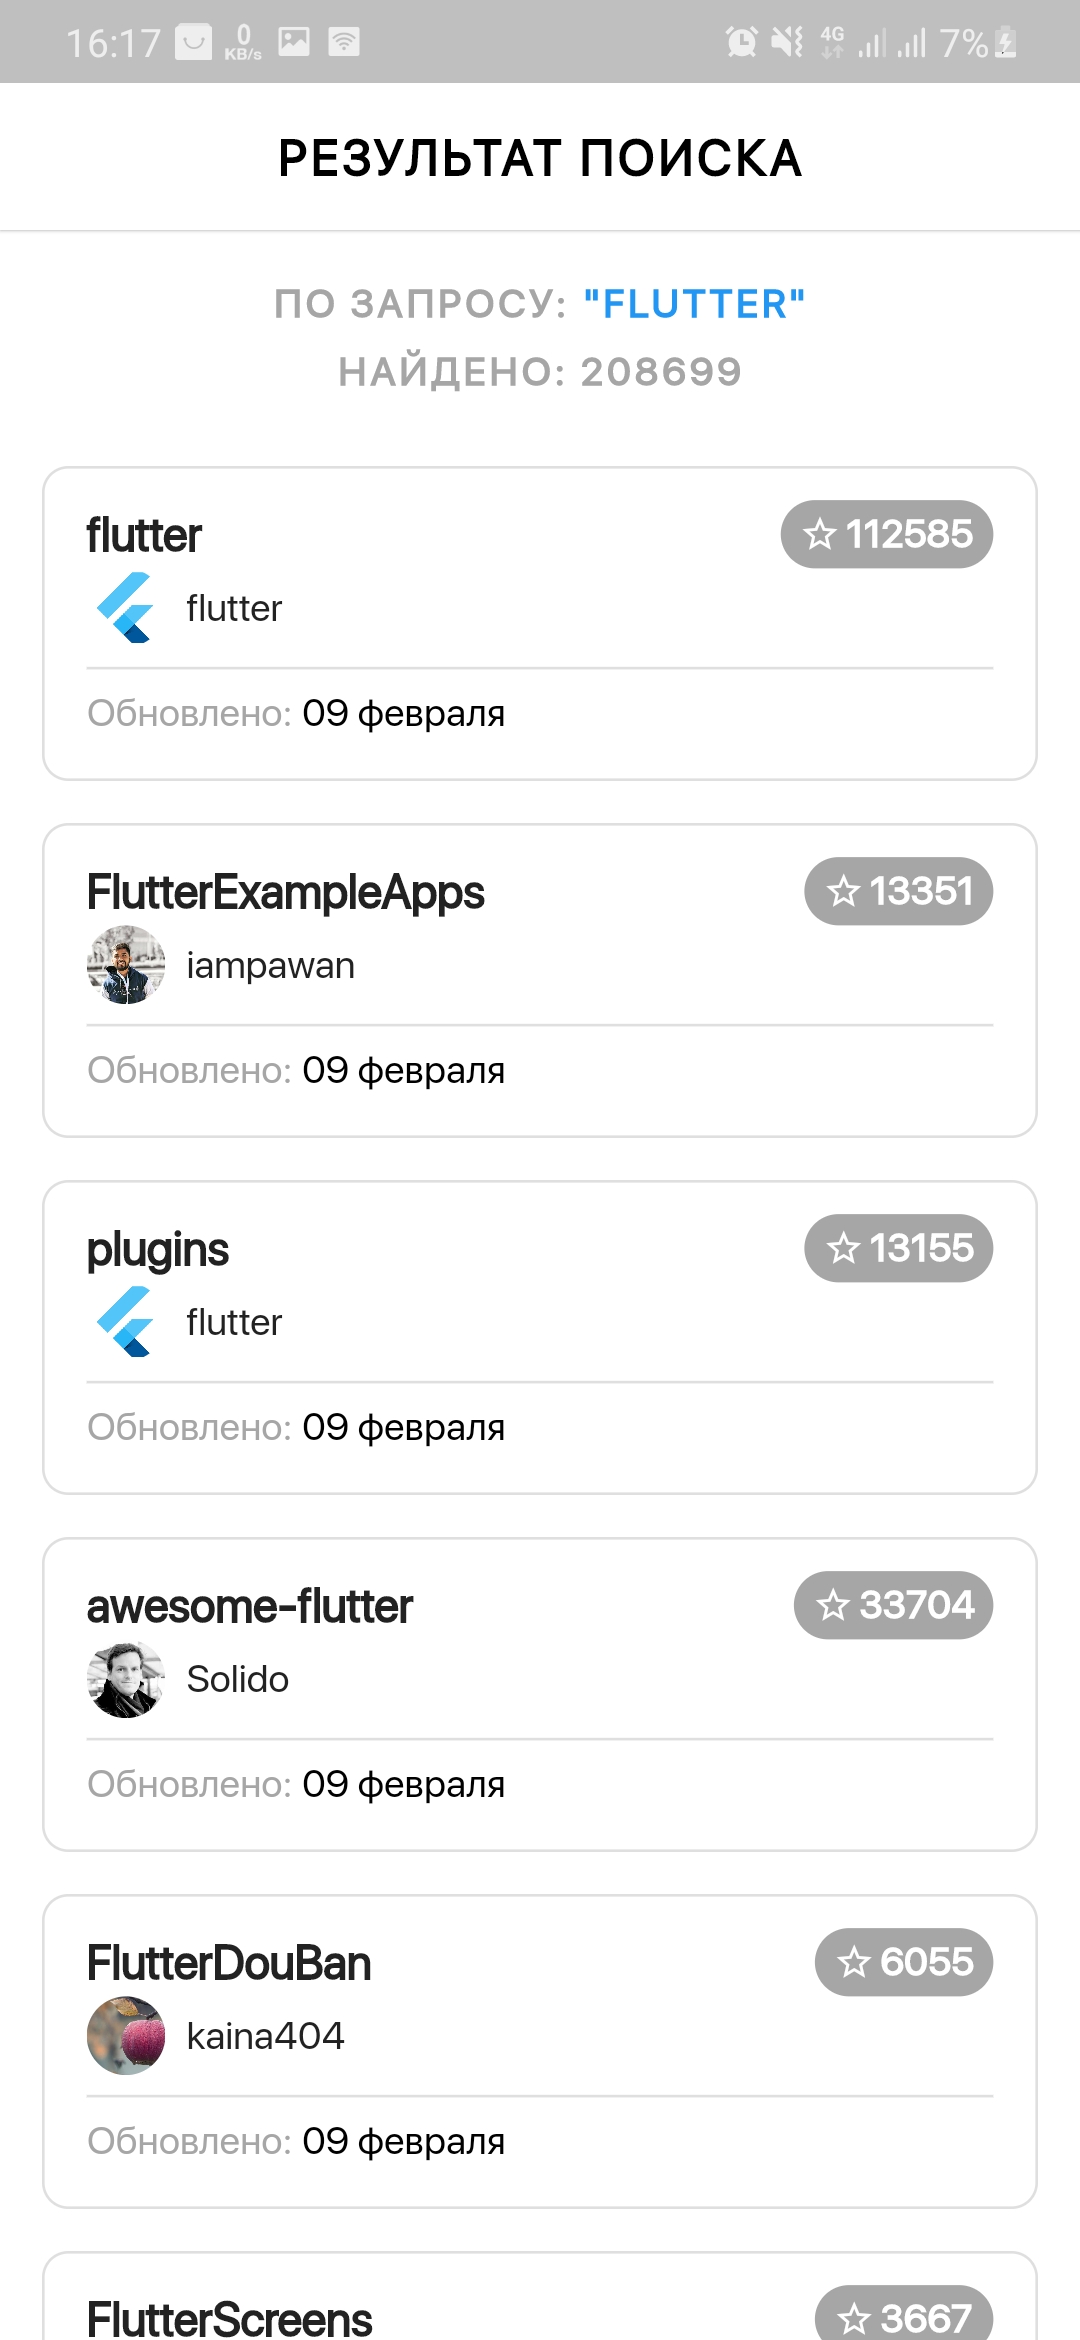 16:17 0 KB/s 4G 7%
РЕЗУЛЬТАТ ПОИСКА
ПО ЗАПРОСУ: "FLUTTER"
НАЙДЕНО: 208699
flutter 112585
flutter
Обновлено: 09 февраля
FlutterExampleApps 13351
iampawan
Обновлено: 09 февраля
plugins 13155
flutter
Обновлено: 09 февраля
awesome-flutter 33704
Solido
Обновлено: 09 февраля
FlutterDouBan 6055
kaina404
Обновлено: 09 февраля
FlutterScreens 3667